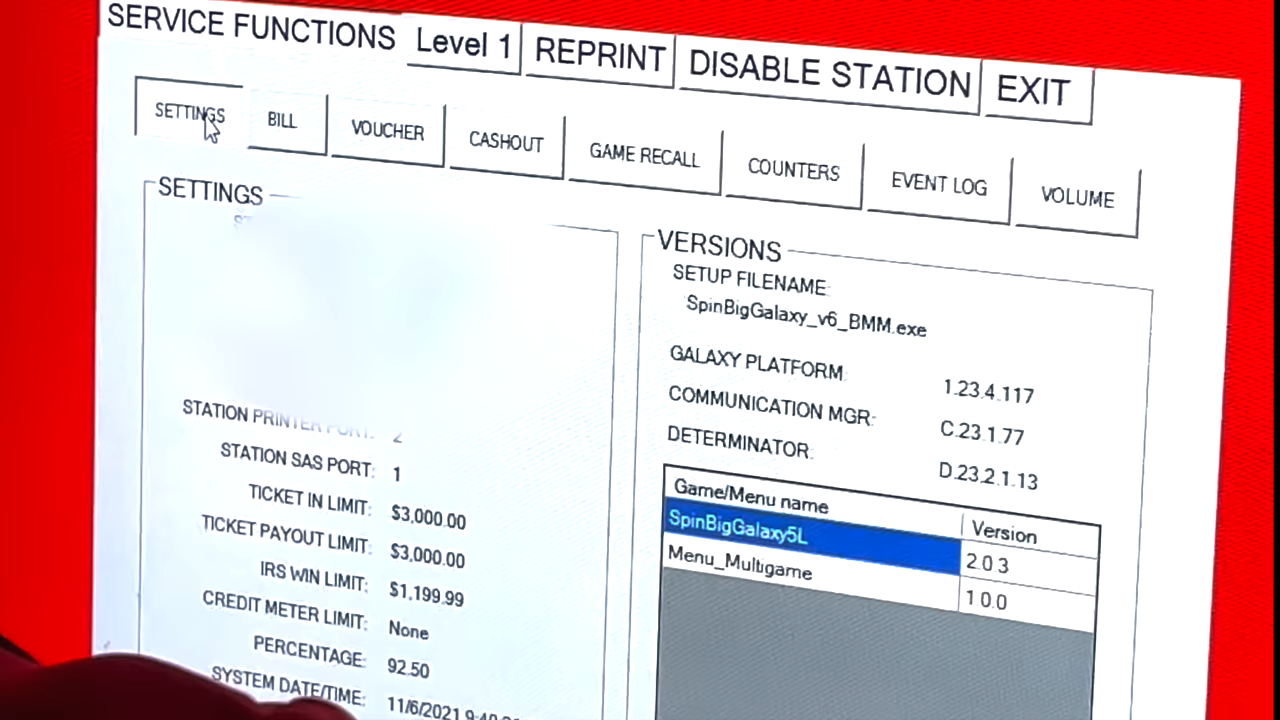 SERVICE FUNCTIONS Level 1 REPRINT DISABLE STATION EXIT
SETTINGS BILL VOUCHER CASHOUT GAME RECALL COUNTERS EVENT LOG VOLUME
SETTINGS
STATION PRINTER PORT: 2
STATION SAS PORT: 1
TICKET IN LIMIT: $3,000.00
TICKET PAYOUT LIMIT: $3,000.00
IRS WIN LIMIT: $1,199.99
CREDIT METER LIMIT: None
PERCENTAGE: 92.50
SYSTEM DATE/TIME: 11/6/2021
VERSIONS
SETUP FILENAME:
SpinBigGalaxy_v6_BMM.exe
GALAXY PLATFORM: 1.23.4.117
COMMUNICATION MGR: C.23.1.77
DETERMINATOR: D.23.2.1.13
Game/Menu name Version
SpinBigGalaxy5L 2.0.3
Menu_Multigame 1.0.0